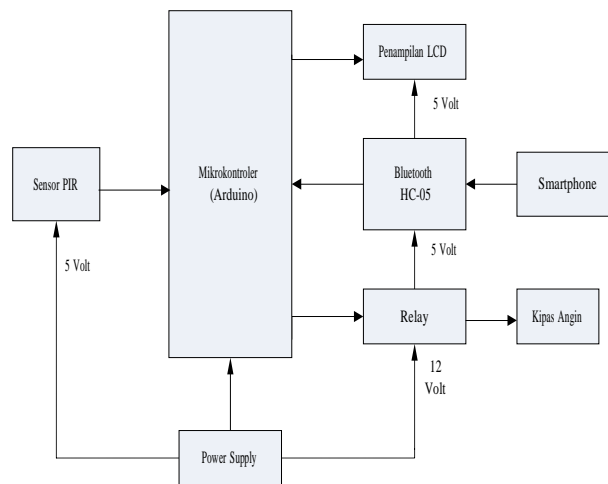 Penampilan LCD
5 Volt
Mikrokontroler
(Arduino)
Bluetooth
HC-05
Sensor PIR
Smartphone
5 Volt
5 Volt
Relay
Kipas Angin
12
Volt
Power Supply